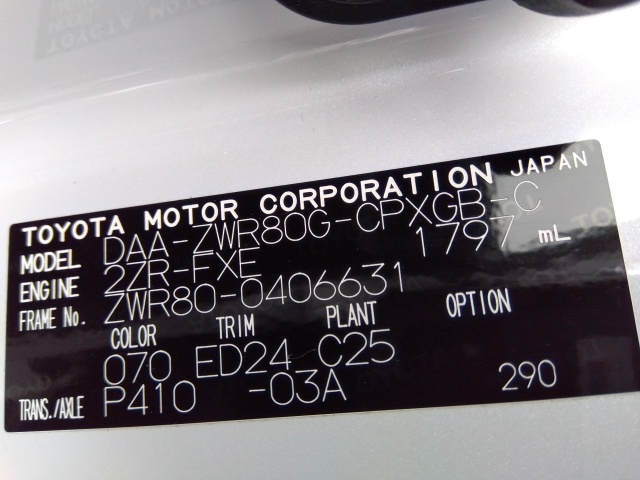 TOYOTA MOTOR CORPORATION JAPAN
MODEL DAA-ZWR80G-CPXGB-C
ENGINE 2ZR-FXE 1797 mL
FRAME No. ZWR80-0406631
COLOR TRIM PLANT OPTION
070 ED24 C25
TRANS./AXLE P410 -03A 290